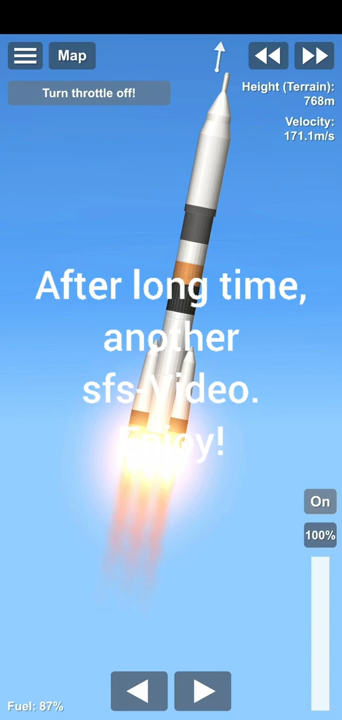 Map
Turn throttle off!
Height (Terrain):
768m
Velocity:
171.1m/s
After long time,
another
sfs-Video.
Enjoy!
On
100%
Fuel: 87%